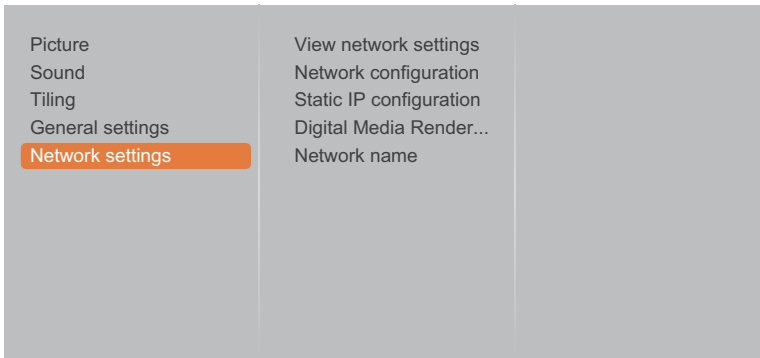 Picture
Sound
Tiling
General settings
Network settings
View network settings
Network configuration
Static IP configuration
Digital Media Render...
Network name